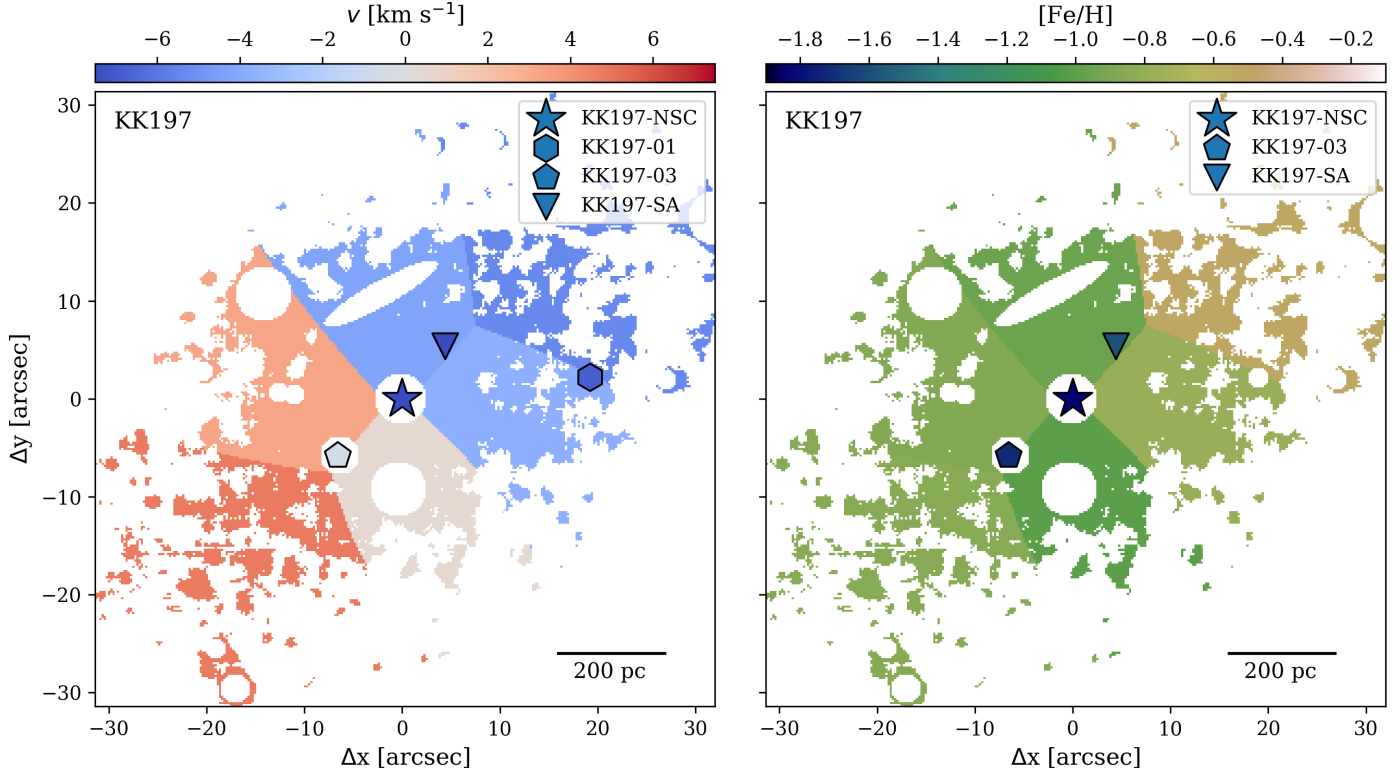 v [km s⁻¹]
−6 −4 −2 0 2 4 6
KK197
KK197-NSC
KK197-01
KK197-03
KK197-SA
30
20
10
0
−10
−20
−30
Δy [arcsec]
200 pc
−30 −20 −10 0 10 20 30
Δx [arcsec]
[Fe/H]
−1.8 −1.6 −1.4 −1.2 −1.0 −0.8 −0.6 −0.4 −0.2
KK197
KK197-NSC
KK197-03
KK197-SA
200 pc
−30 −20 −10 0 10 20 30
Δx [arcsec]